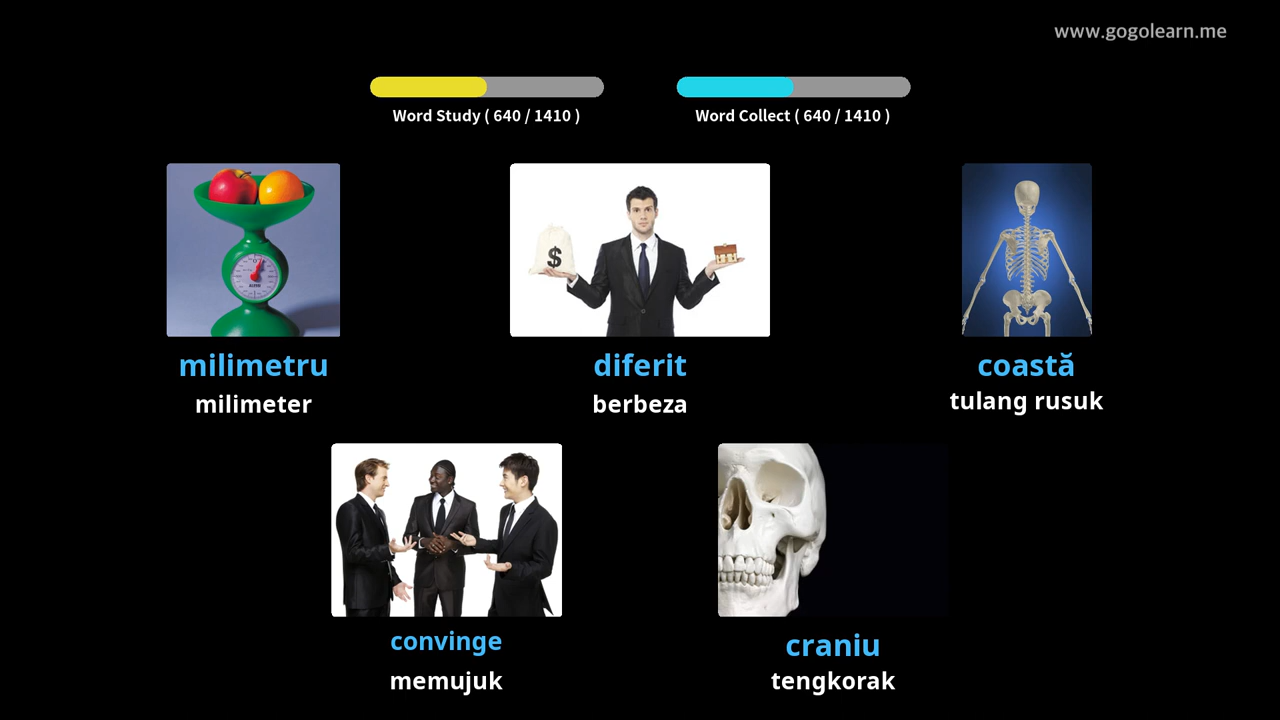 www.gogolearn.me
Word Study ( 640 / 1410 )
Word Collect ( 640 / 1410 )
$
milimetru
milimeter
diferit
berbeza
coastă
tulang rusuk
convinge
memujuk
craniu
tengkorak